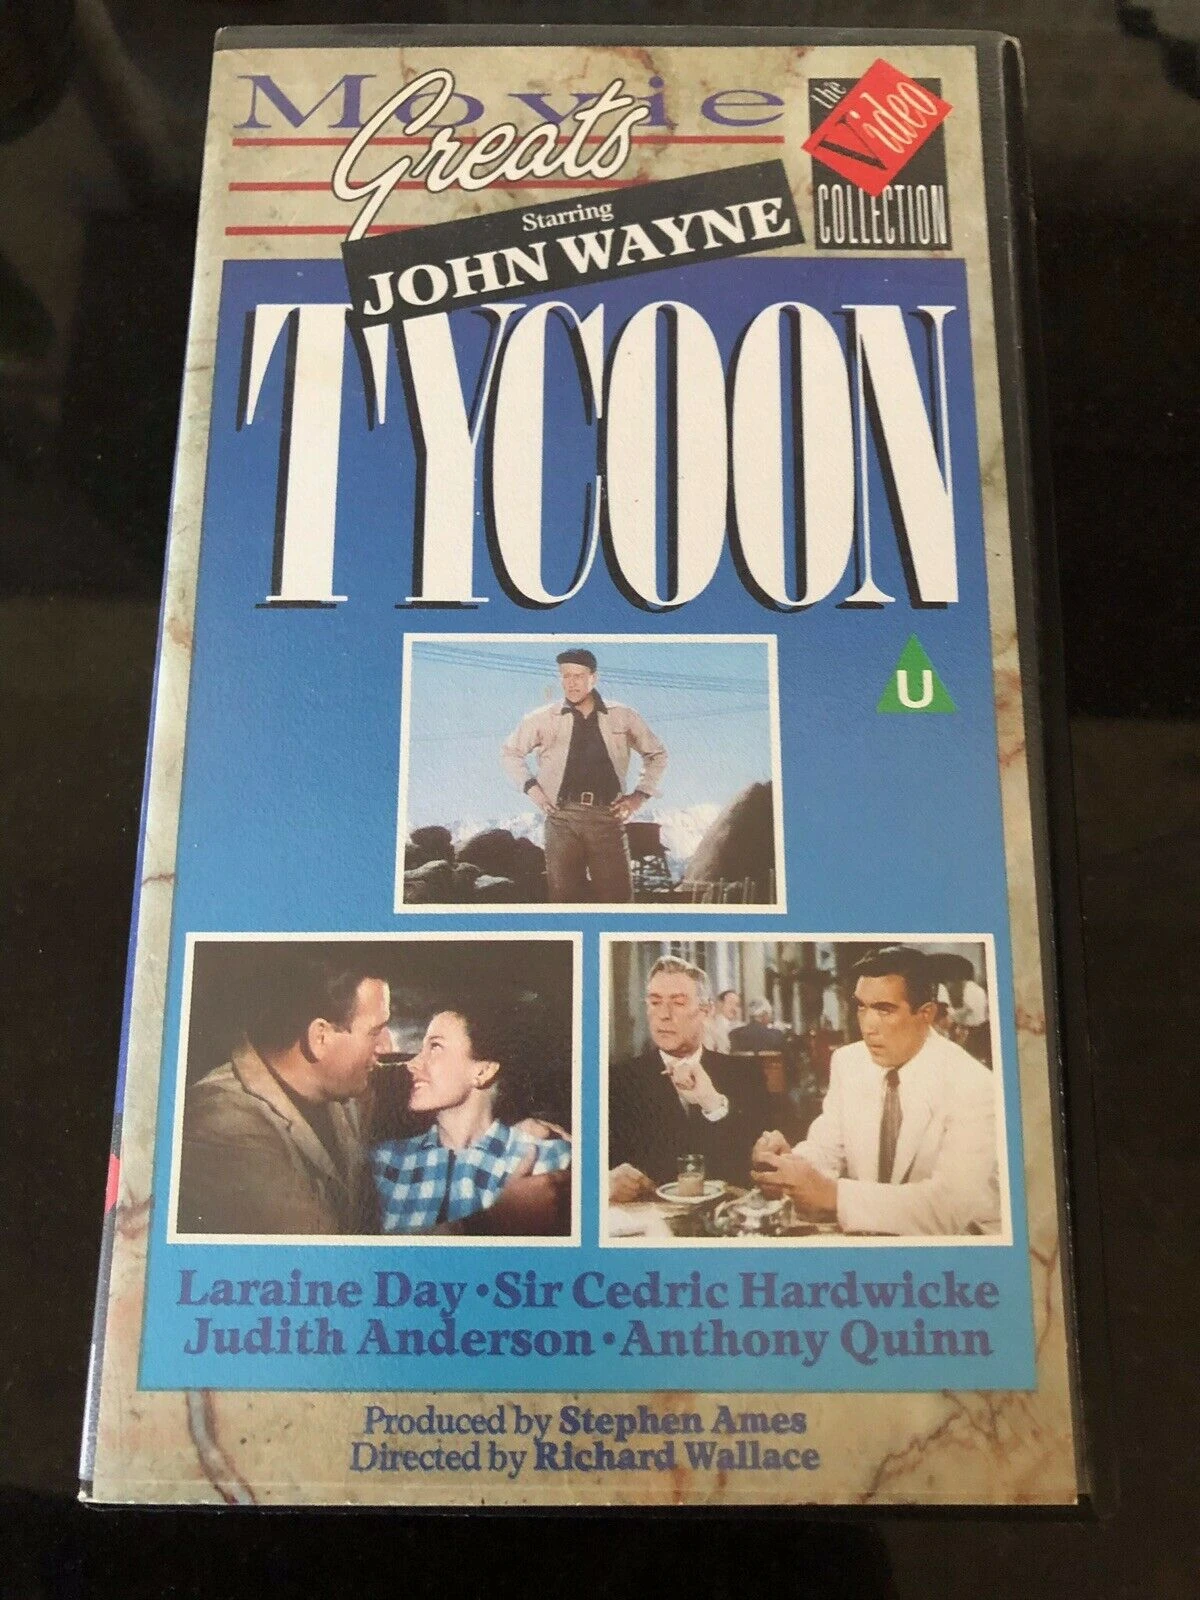 Movie
Greats
the
Video
COLLECTION
Starring
JOHN WAYNE
TYCOON
U
Laraine Day • Sir Cedric Hardwicke
Judith Anderson • Anthony Quinn
Produced by Stephen Ames
Directed by Richard Wallace